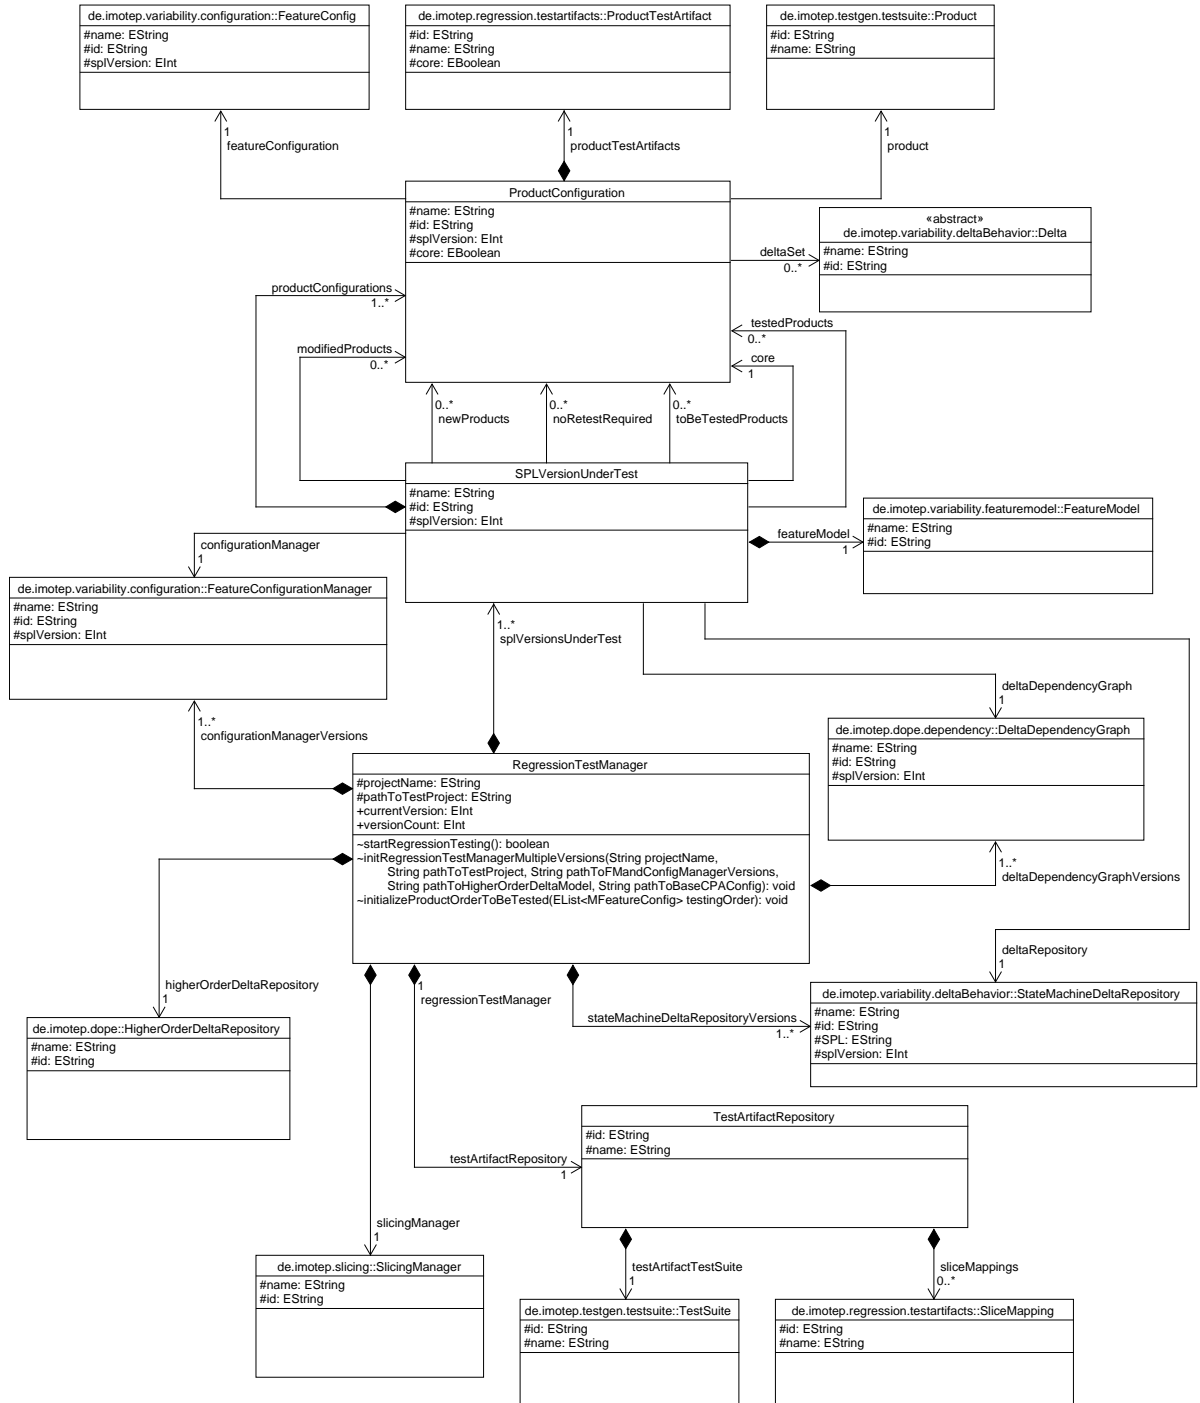 de.imotep.variability.configuration::FeatureConfig
#name: EString
#id: EString
#splVersion: EInt
de.imotep.regression.testartifacts::ProductTestArtifact
#id: EString
#name: EString
#core: EBoolean
de.imotep.testgen.testsuite::Product
#id: EString
#name: EString
1
featureConfiguration
1
productTestArtifacts
1
product
ProductConfiguration
#name: EString
#id: EString
#splVersion: EInt
#core: EBoolean
«abstract»
de.imotep.variability.deltaBehavior::Delta
#name: EString
#id: EString
deltaSet
0..*
productConfigurations
1..*
testedProducts
0..*
modifiedProducts
0..*
core
1
0..*
newProducts
0..*
noRetestRequired
0..*
toBeTestedProducts
SPLVersionUnderTest
#name: EString
#id: EString
#splVersion: EInt
featureModel
1
de.imotep.variability.featuremodel::FeatureModel
#name: EString
#id: EString
configurationManager
1
de.imotep.variability.configuration::FeatureConfigurationManager
#name: EString
#id: EString
#splVersion: EInt
1..*
splVersionsUnderTest
deltaDependencyGraph
1
1..*
configurationManagerVersions
de.imotep.dope.dependency::DeltaDependencyGraph
#name: EString
#id: EString
#splVersion: EInt
RegressionTestManager
#projectName: EString
#pathToTestProject: EString
+currentVersion: EInt
+versionCount: EInt
~startRegressionTesting(): boolean
~initRegressionTestManagerMultipleVersions(String projectName,
String pathToTestProject, String pathToFMandConfigManagerVersions,
String pathToHigherOrderDeltaModel, String pathToBaseCPAConfig): void
~initializeProductOrderToBeTested(EList<MFeatureConfig> testingOrder): void
1..*
deltaDependencyGraphVersions
deltaRepository
1
higherOrderDeltaRepository
1
1
regressionTestManager
stateMachineDeltaRepositoryVersions
1..*
de.imotep.variability.deltaBehavior::StateMachineDeltaRepository
#name: EString
#id: EString
#SPL: EString
#splVersion: EInt
de.imotep.dope::HigherOrderDeltaRepository
#name: EString
#id: EString
TestArtifactRepository
#id: EString
#name: EString
testArtifactRepository
1
slicingManager
1
de.imotep.slicing::SlicingManager
#name: EString
#id: EString
testArtifactTestSuite
1
sliceMappings
0..*
de.imotep.testgen.testsuite::TestSuite
#id: EString
#name: EString
de.imotep.regression.testartifacts::SliceMapping
#id: EString
#name: EString